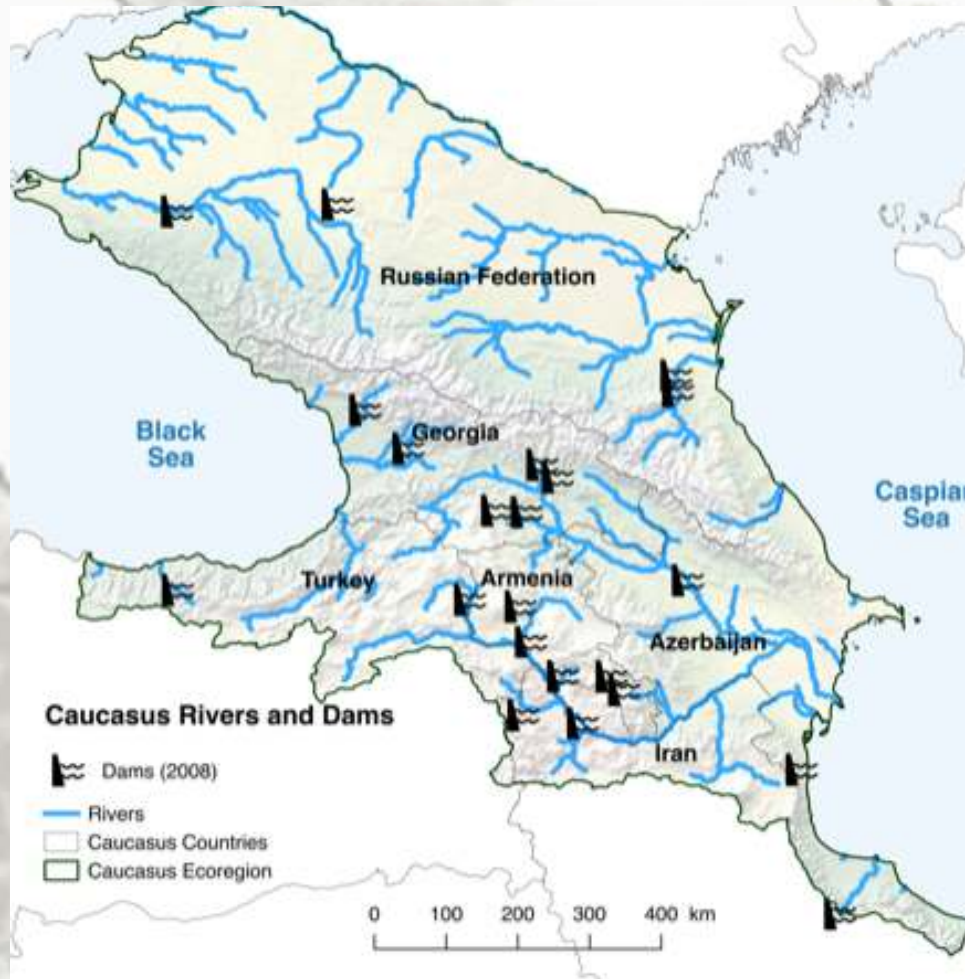 Russian Federation
Black
Sea
Georgia
Caspian
Sea
Turkey
Armenia
Azerbaijan
Caucasus Rivers and Dams
Iran
Dams (2008)
Rivers
Caucasus Countries
Caucasus Ecoregion
0 100 200 300 400 km